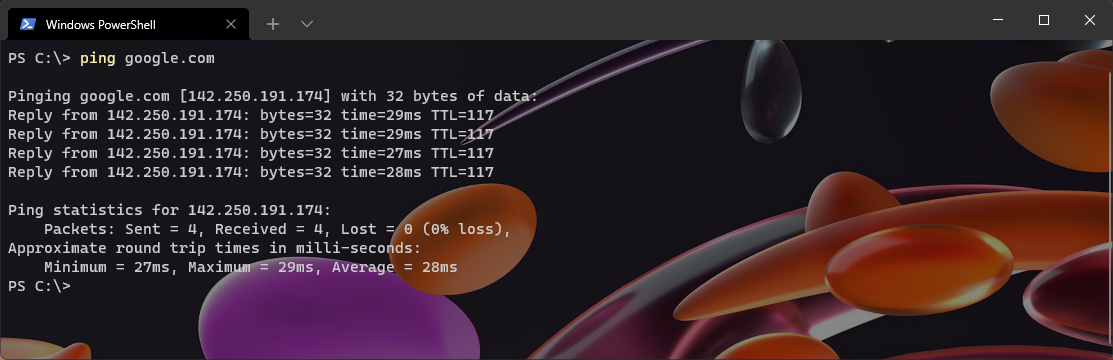 Windows PowerShell
PS C:\> ping google.com
Pinging google.com [142.250.191.174] with 32 bytes of data:
Reply from 142.250.191.174: bytes=32 time=29ms TTL=117
Reply from 142.250.191.174: bytes=32 time=29ms TTL=117
Reply from 142.250.191.174: bytes=32 time=27ms TTL=117
Reply from 142.250.191.174: bytes=32 time=28ms TTL=117
Ping statistics for 142.250.191.174:
    Packets: Sent = 4, Received = 4, Lost = 0 (0% loss),
Approximate round trip times in milli-seconds:
    Minimum = 27ms, Maximum = 29ms, Average = 28ms
PS C:\>